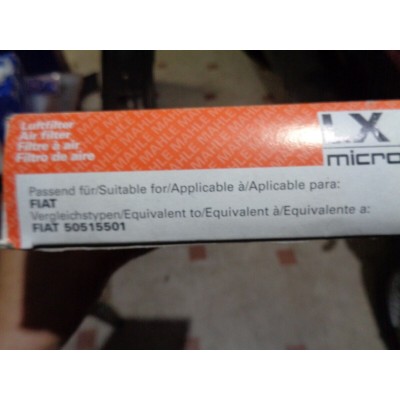 Luftfilter
Air filter
Filtre à air
Filtro de aire
LX
micro
Passend für/Suitable for/Applicable à/Aplicable para:
FIAT
Vergleichstypen/Equivalent to/Equivalent à/Equivalente a:
FIAT 50515501